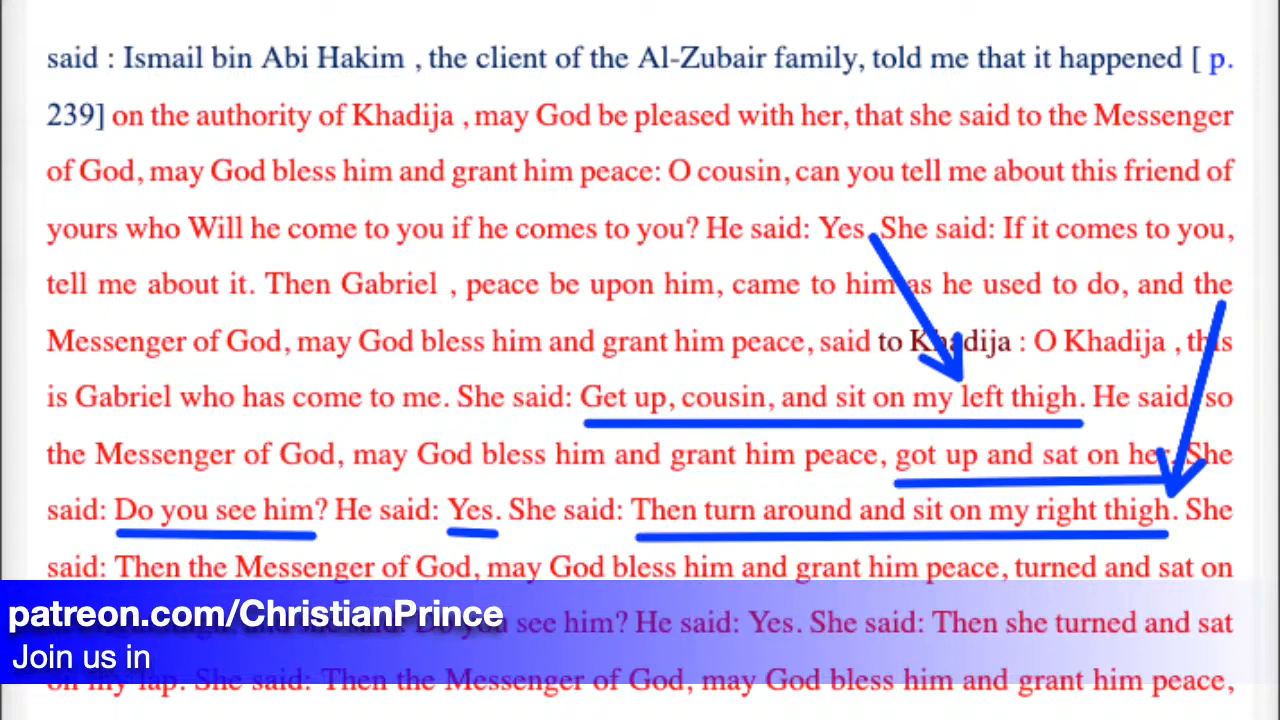 said : Ismail bin Abi Hakim , the client of the Al-Zubair family, told me that it happened [ p.
239] on the authority of Khadija , may God be pleased with her, that she said to the Messenger
of God, may God bless him and grant him peace: O cousin, can you tell me about this friend of
yours who Will he come to you if he comes to you? He said: Yes. She said: If it comes to you,
tell me about it. Then Gabriel , peace be upon him, came to him as he used to do, and the
Messenger of God, may God bless him and grant him peace, said to Khadija : O Khadija , this
is Gabriel who has come to me. She said: Get up, cousin, and sit on my left thigh. He said, so
the Messenger of God, may God bless him and grant him peace, got up and sat on her. She
said: Do you see him? He said: Yes. She said: Then turn around and sit on my right thigh. She
said: Then the Messenger of God, may God bless him and grant him peace, turned and sat on
patreon.com/ChristianPrince
said: Do you see him? He said: Yes. She said: Then she turned and sat
Join us in
on my lap. She said: Then the Messenger of God, may God bless him and grant him peace,